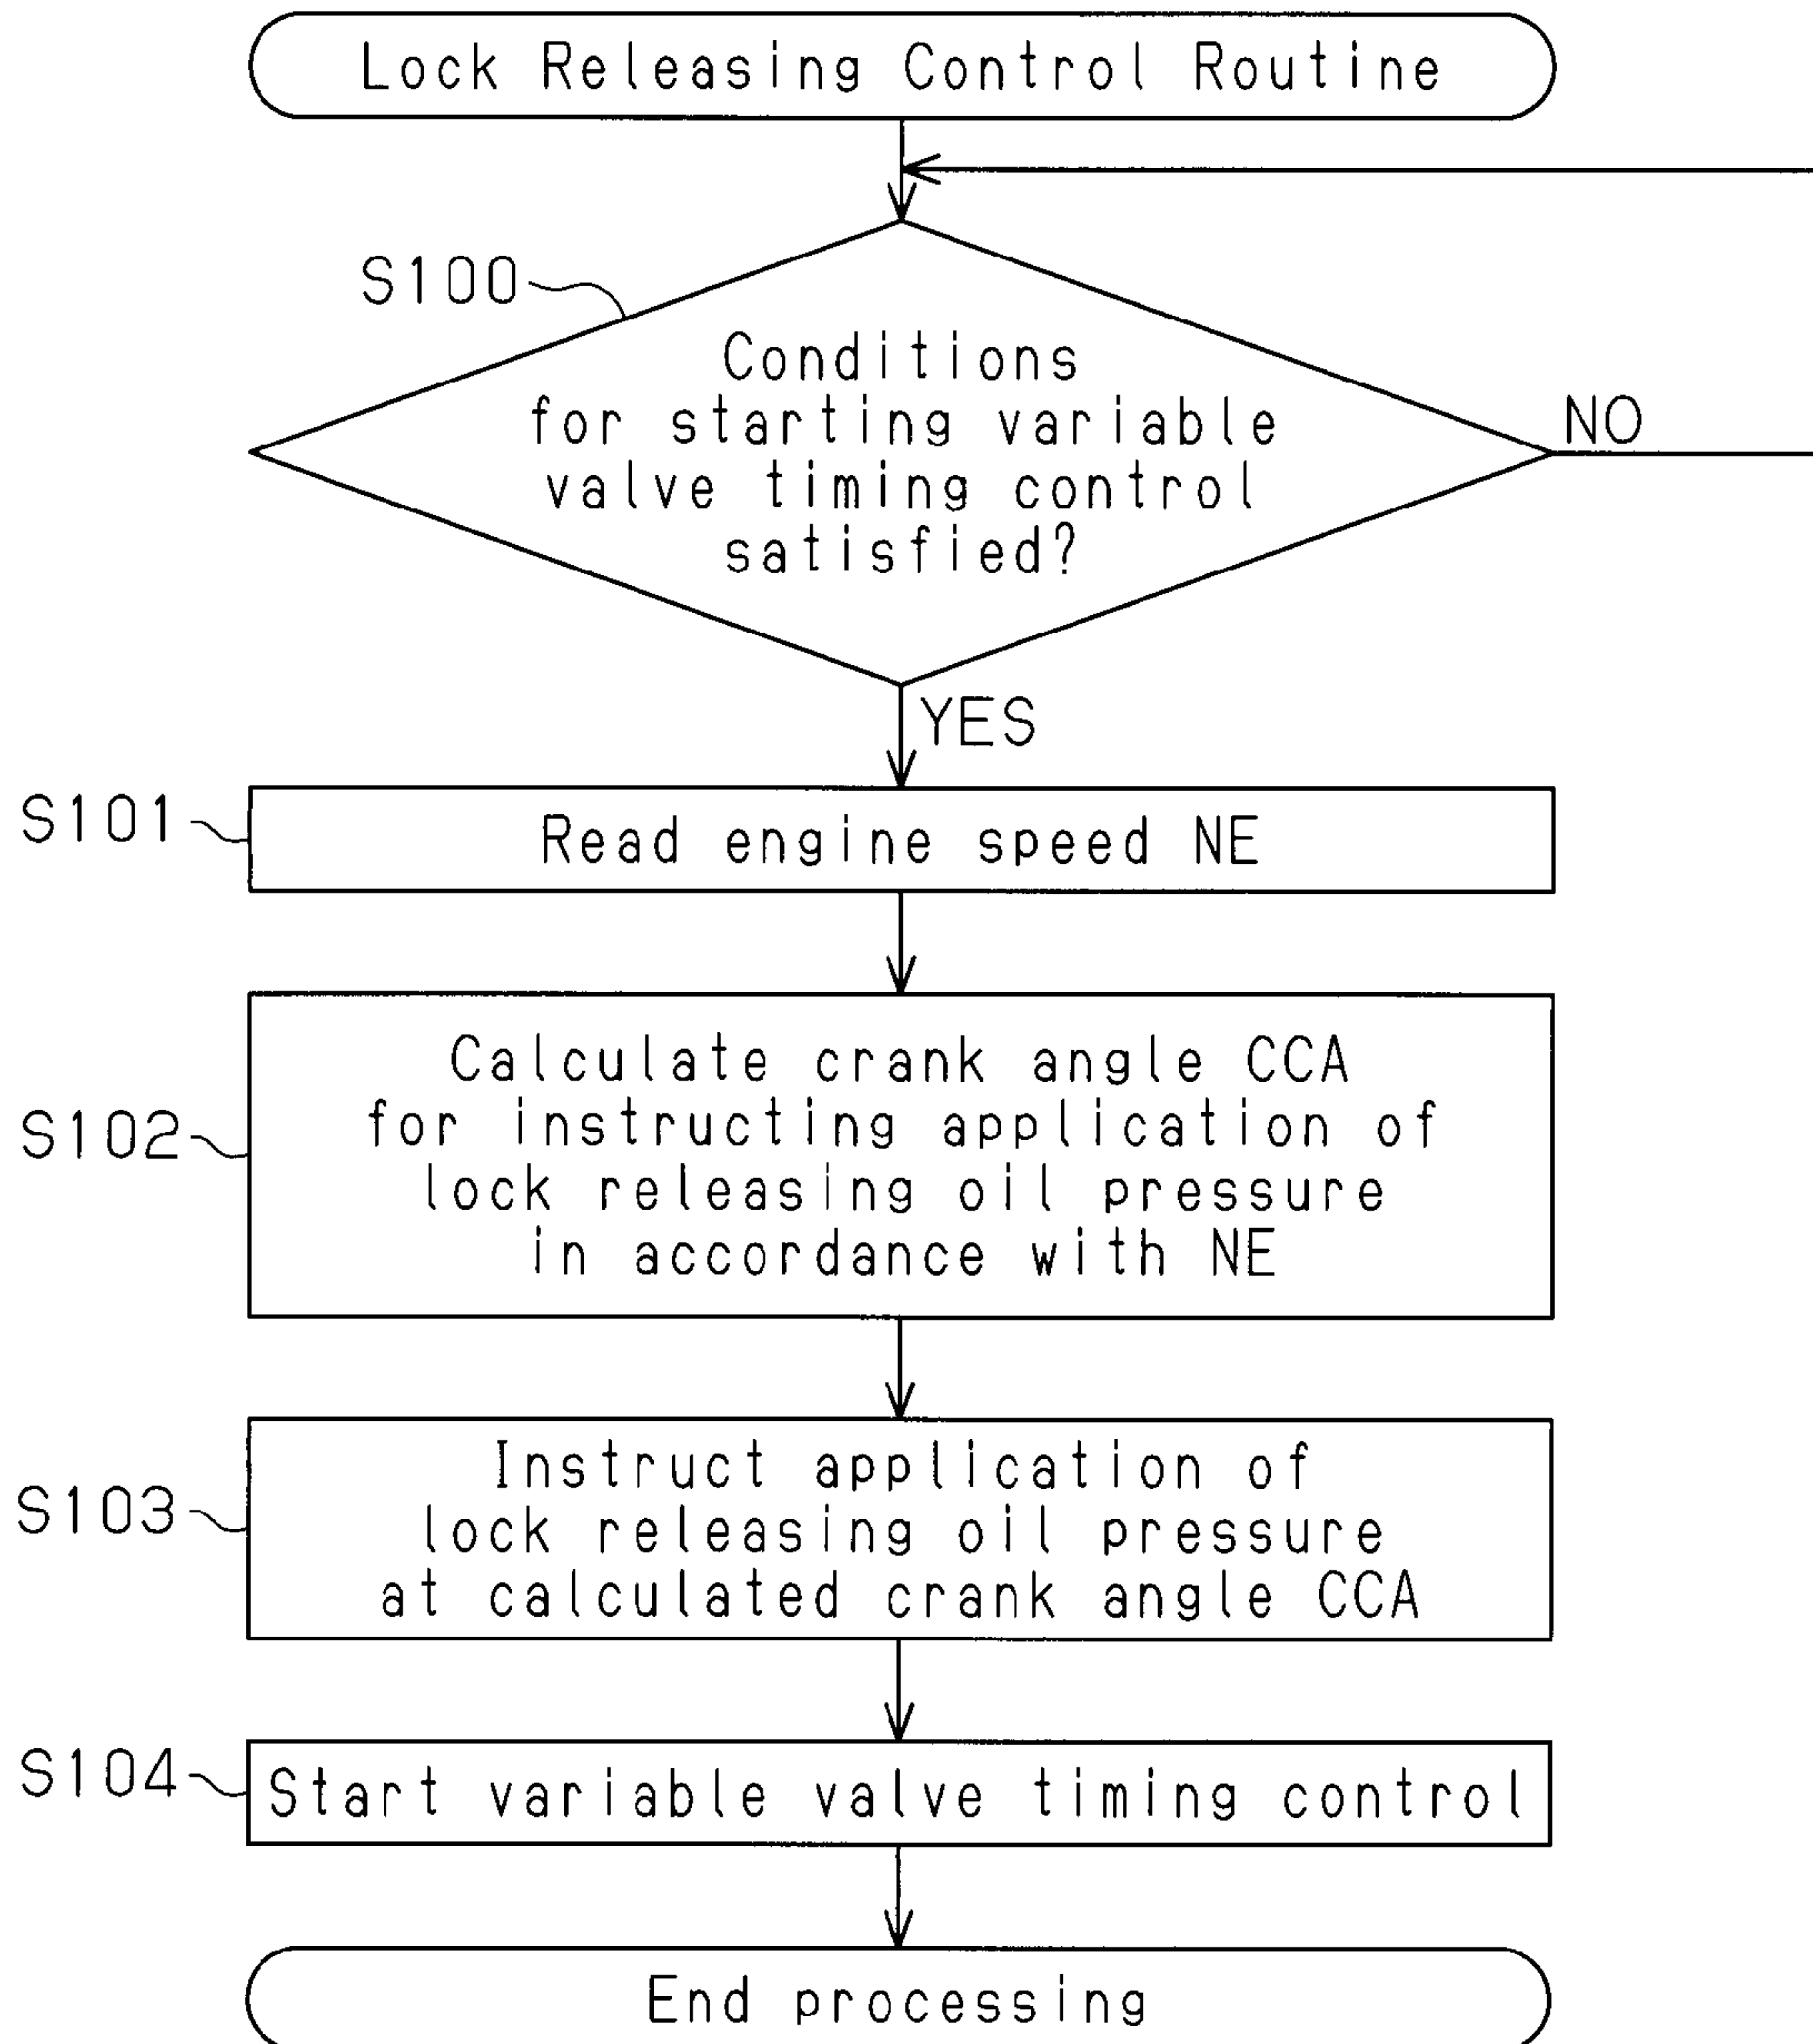 Lock Releasing Control Routine
S100
Conditions
for starting variable
valve timing control
satisfied?
NO
YES
S101
Read engine speed NE
S102
Calculate crank angle CCA
for instructing application of
lock releasing oil pressure
in accordance with NE
S103
Instruct application of
lock releasing oil pressure
at calculated crank angle CCA
S104
Start variable valve timing control
End processing